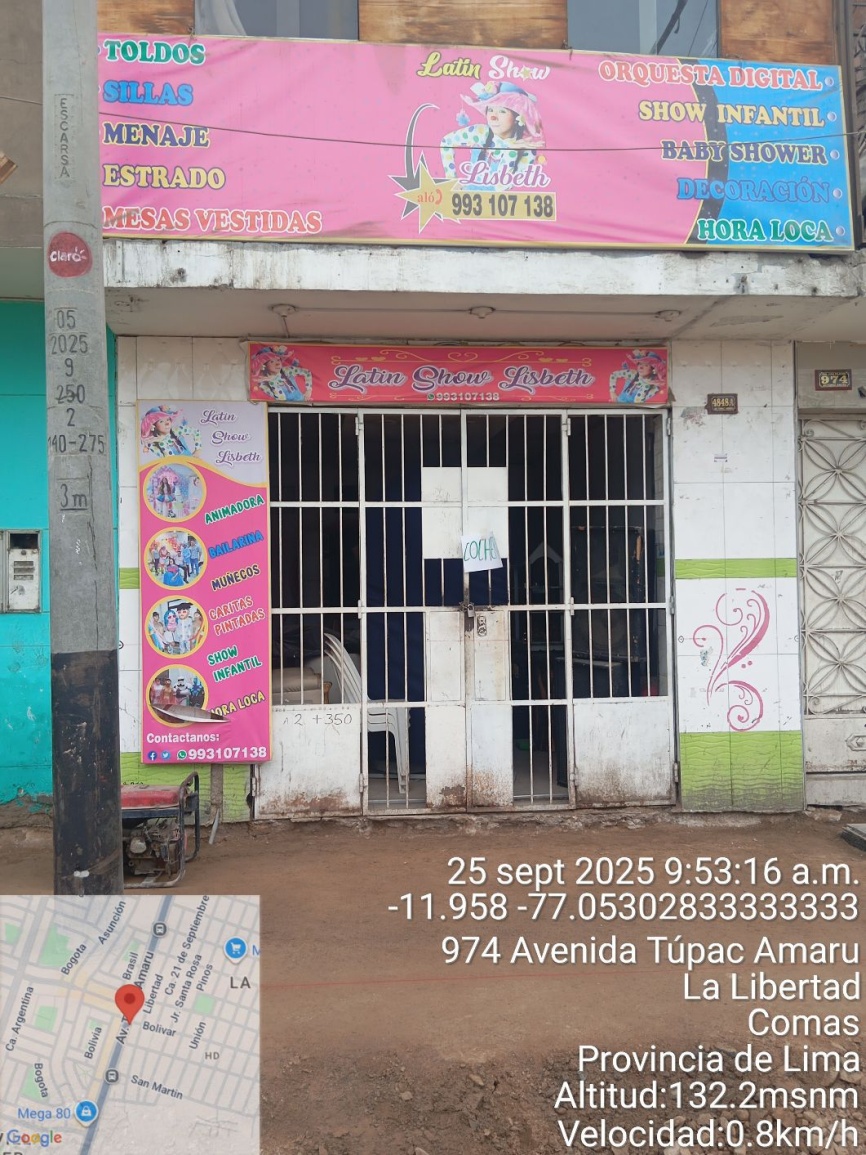 TOLDOS
SILLAS
MENAJE
ESTRADO
MESAS VESTIDAS
Latin Show
Lisbeth
aló
993 107 138
ORQUESTA DIGITAL
SHOW INFANTIL
BABY SHOWER
DECORACIÓN
HORA LOCA
ESCARSA
Claro
05
2025
9
250
2
140-275
3m
Latin Show Lisbeth
993107138
974
Latin
Show
Lisbeth
ANIMADORA
BAILARINA
MUÑECOS
CARITAS
PINTADAS
SHOW
INFANTIL
HORA LOCA
Contactanos:
993107138
2 +350
25 sept 2025 9:53:16 a.m.
-11.958 -77.05302833333333
974 Avenida Túpac Amaru
La Libertad
Comas
Provincia de Lima
Altitud:132.2msnm
Velocidad:0.8km/h
Asunción
Bogota
Brasil
Amaru
Libertad
Ca. 21 de Septiembre
Jr. Santa Rosa
Pinos
LA
Ca. Argentina
Bolivia
Bolivar
Unión
HD
Bogota
San Martín
Mega 80
Google